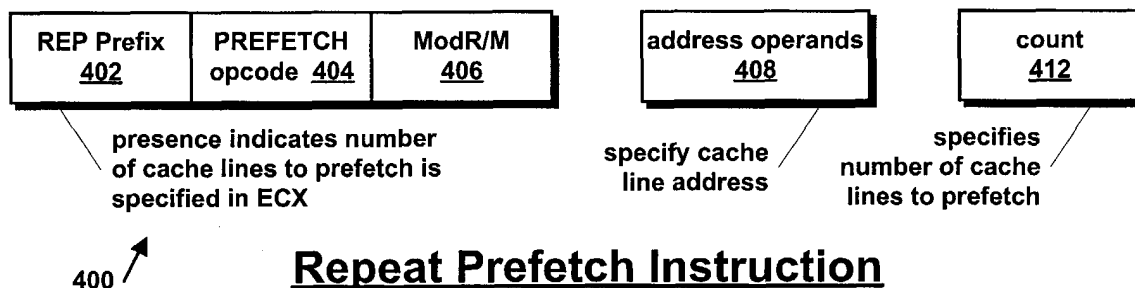 REP Prefix
402
PREFETCH
opcode 404
ModR/M
406
address operands
408
count
412
presence indicates number
of cache lines to prefetch is
specified in ECX
specify cache
line address
specifies
number of cache
lines to prefetch
400
Repeat Prefetch Instruction